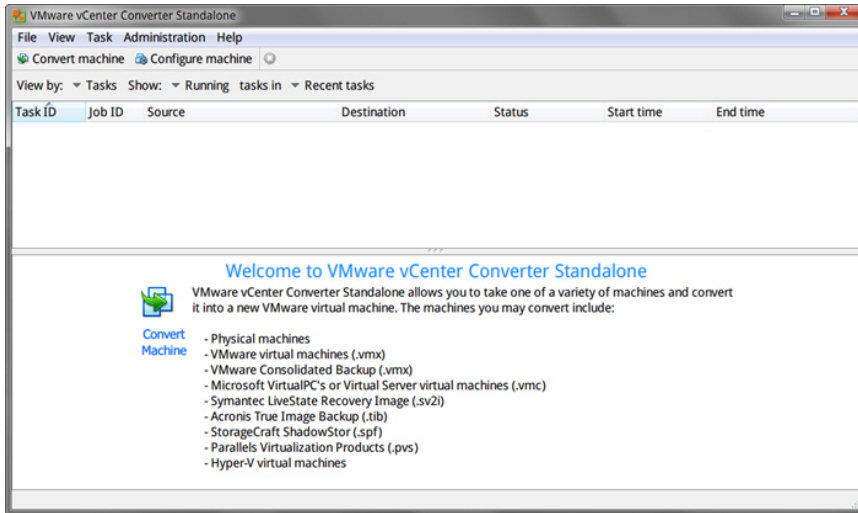 VMware vCenter Converter Standalone
File View Task Administration Help
Convert machine Configure machine
View by: Tasks Show: Running tasks in Recent tasks
Task ID Job ID Source Destination Status Start time End time
Welcome to VMware vCenter Converter Standalone
VMware vCenter Converter Standalone allows you to take one of a variety of machines and convert
it into a new VMware virtual machine. The machines you may convert include:
Convert
Machine
- Physical machines
- VMware virtual machines (.vmx)
- VMware Consolidated Backup (.vmx)
- Microsoft VirtualPC's or Virtual Server virtual machines (.vmc)
- Symantec LiveState Recovery Image (.sv2i)
- Acronis True Image Backup (.tib)
- StorageCraft ShadowStor (.spf)
- Parallels Virtualization Products (.pvs)
- Hyper-V virtual machines